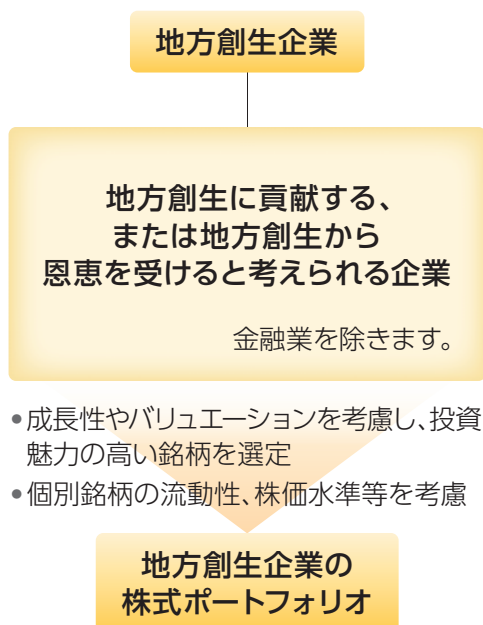 地方創生企業
地方創生に貢献する、
または地方創生から
恩恵を受けると考えられる企業
金融業を除きます。
•成長性やバリュエーションを考慮し、投資
魅力の高い銘柄を選定
•個別銘柄の流動性、株価水準等を考慮
地方創生企業の
株式ポートフォリオ